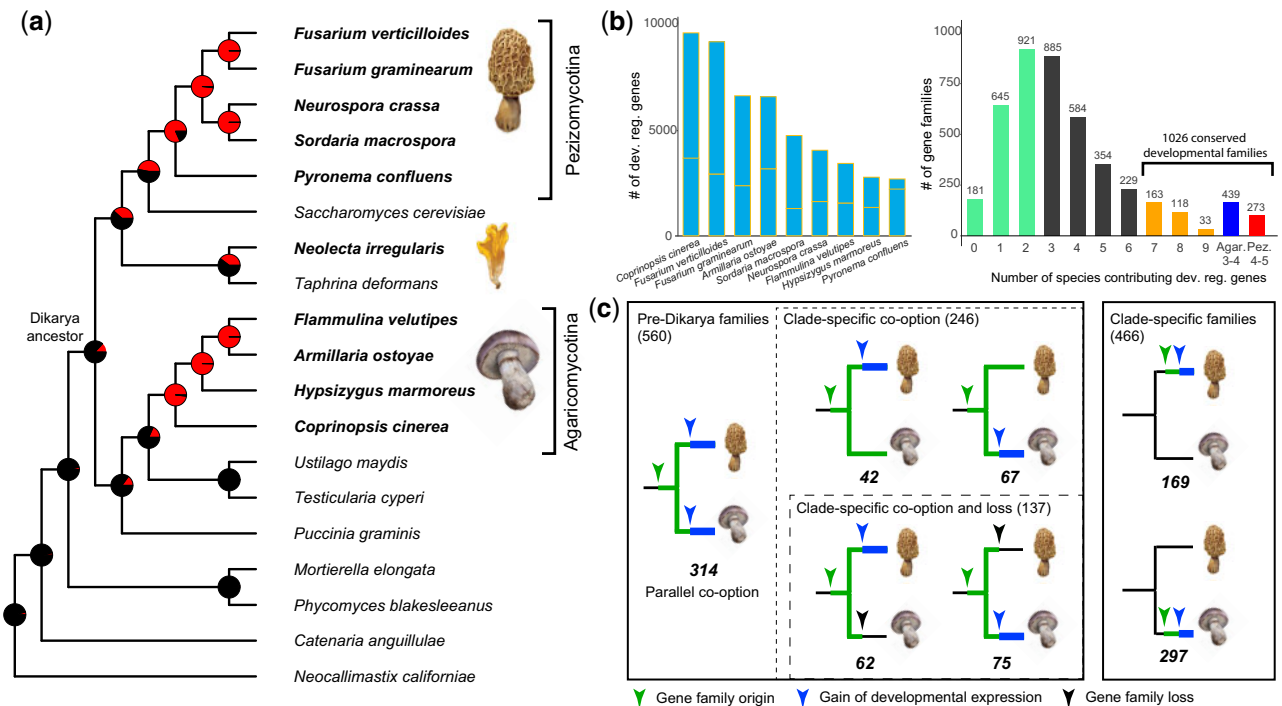 (a)
Fusarium verticilloides
Fusarium graminearum
Neurospora crassa
Sordaria macrospora
Pyronema confluens
Saccharomyces cerevisiae
Neolecta irregularis
Taphrina deformans
Flammulina velutipes
Armillaria ostoyae
Hypsizygus marmoreus
Coprinopsis cinerea
Ustilago maydis
Testicularia cyperi
Puccinia graminis
Mortierella elongata
Phycomyces blakesleeanus
Catenaria anguillulae
Neocallimastix californiae
Pezizomycotina
Agaricomycotina
Dikarya
ancestor
(b)
# of dev. reg. genes
10000
5000
0
Coprinopsis cinerea
Fusarium verticilloides
Fusarium graminearum
Armillaria ostoyae
Sordaria macrospora
Neurospora crassa
Flammulina velutipes
Hypsizygus marmoreus
Pyronema confluens
# of gene families
1000
750
500
250
0
181
645
921
885
584
354
229
163
118
33
439
273
1026 conserved
developmental families
0 1 2 3 4 5 6 7 8 9 Agar. Pez.
3-4 4-5
Number of species contributing dev. reg. genes
(c)
Pre-Dikarya families
(560)
314
Parallel co-option
Clade-specific co-option (246)
42
67
Clade-specific co-option and loss (137)
62
75
Clade-specific families
(466)
169
297
Gene family origin
Gain of developmental expression
Gene family loss